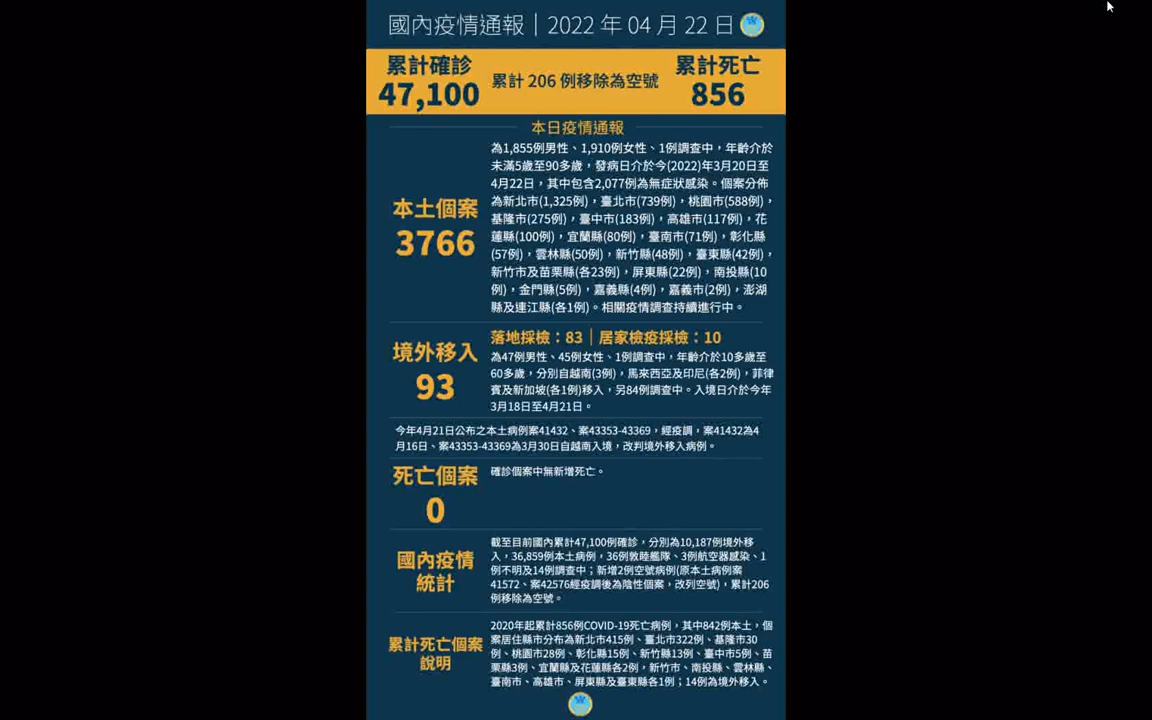 國內疫情通報｜2022 年 04 月 22 日
累計確診
47,100
累計 206 例移除為空號
累計死亡
856
本日疫情通報
本土個案
3766
為1,855例男性、1,910例女性、1例調查中，年齡介於
未滿5歲至90多歲，發病日介於今(2022)年3月20日至
4月22日，其中包含2,077例為無症狀感染。個案分佈
為新北市(1,325例)，臺北市(739例)，桃園市(588例)，
基隆市(275例)，臺中市(183例)，高雄市(117例)，花
蓮縣(100例)，宜蘭縣(80例)，臺南市(71例)，彰化縣
(57例)，雲林縣(50例)，新竹縣(48例)，臺東縣(42例)，
新竹市及苗栗縣(各23例)，屏東縣(22例)，南投縣(10
例)，金門縣(5例)，嘉義縣(4例)，嘉義市(2例)，澎湖
縣及連江縣(各1例)。相關疫情調查持續進行中。
境外移入
93
落地採檢：83｜居家檢疫採檢：10
為47例男性、45例女性、1例調查中，年齡介於10多歲至
60多歲，分別自越南(3例)，馬來西亞及印尼(各2例)，菲律
賓及新加坡(各1例)移入，另84例調查中。入境日介於今年
3月18日至4月21日。
今年4月21日公布之本土病例案41432、案43353-43369，經疫調，案41432為4
月16日、案43353-43369為3月30日自越南入境，改判境外移入病例。
死亡個案
0
確診個案中無新增死亡。
國內疫情
統計
截至目前國內累計47,100例確診，分別為10,187例境外移
入，36,859例本土病例，36例敦睦艦隊、3例航空器感染、1
例不明及14例調查中；新增2例空號病例(原本土病例案
41572、案42576經疫調後為陰性個案，改列空號)，累計206
例移除為空號。
累計死亡個案
說明
2020年起累計856例COVID-19死亡病例，其中842例本土，個
案居住縣市分布為新北市415例、臺北市322例、基隆市30
例、桃園市28例、彰化縣15例、新竹縣13例、臺中市5例、苗
栗縣3例、宜蘭縣及花蓮縣各2例，新竹市、南投縣、雲林縣、
臺南市、高雄市、屏東縣及臺東縣各1例；14例為境外移入。